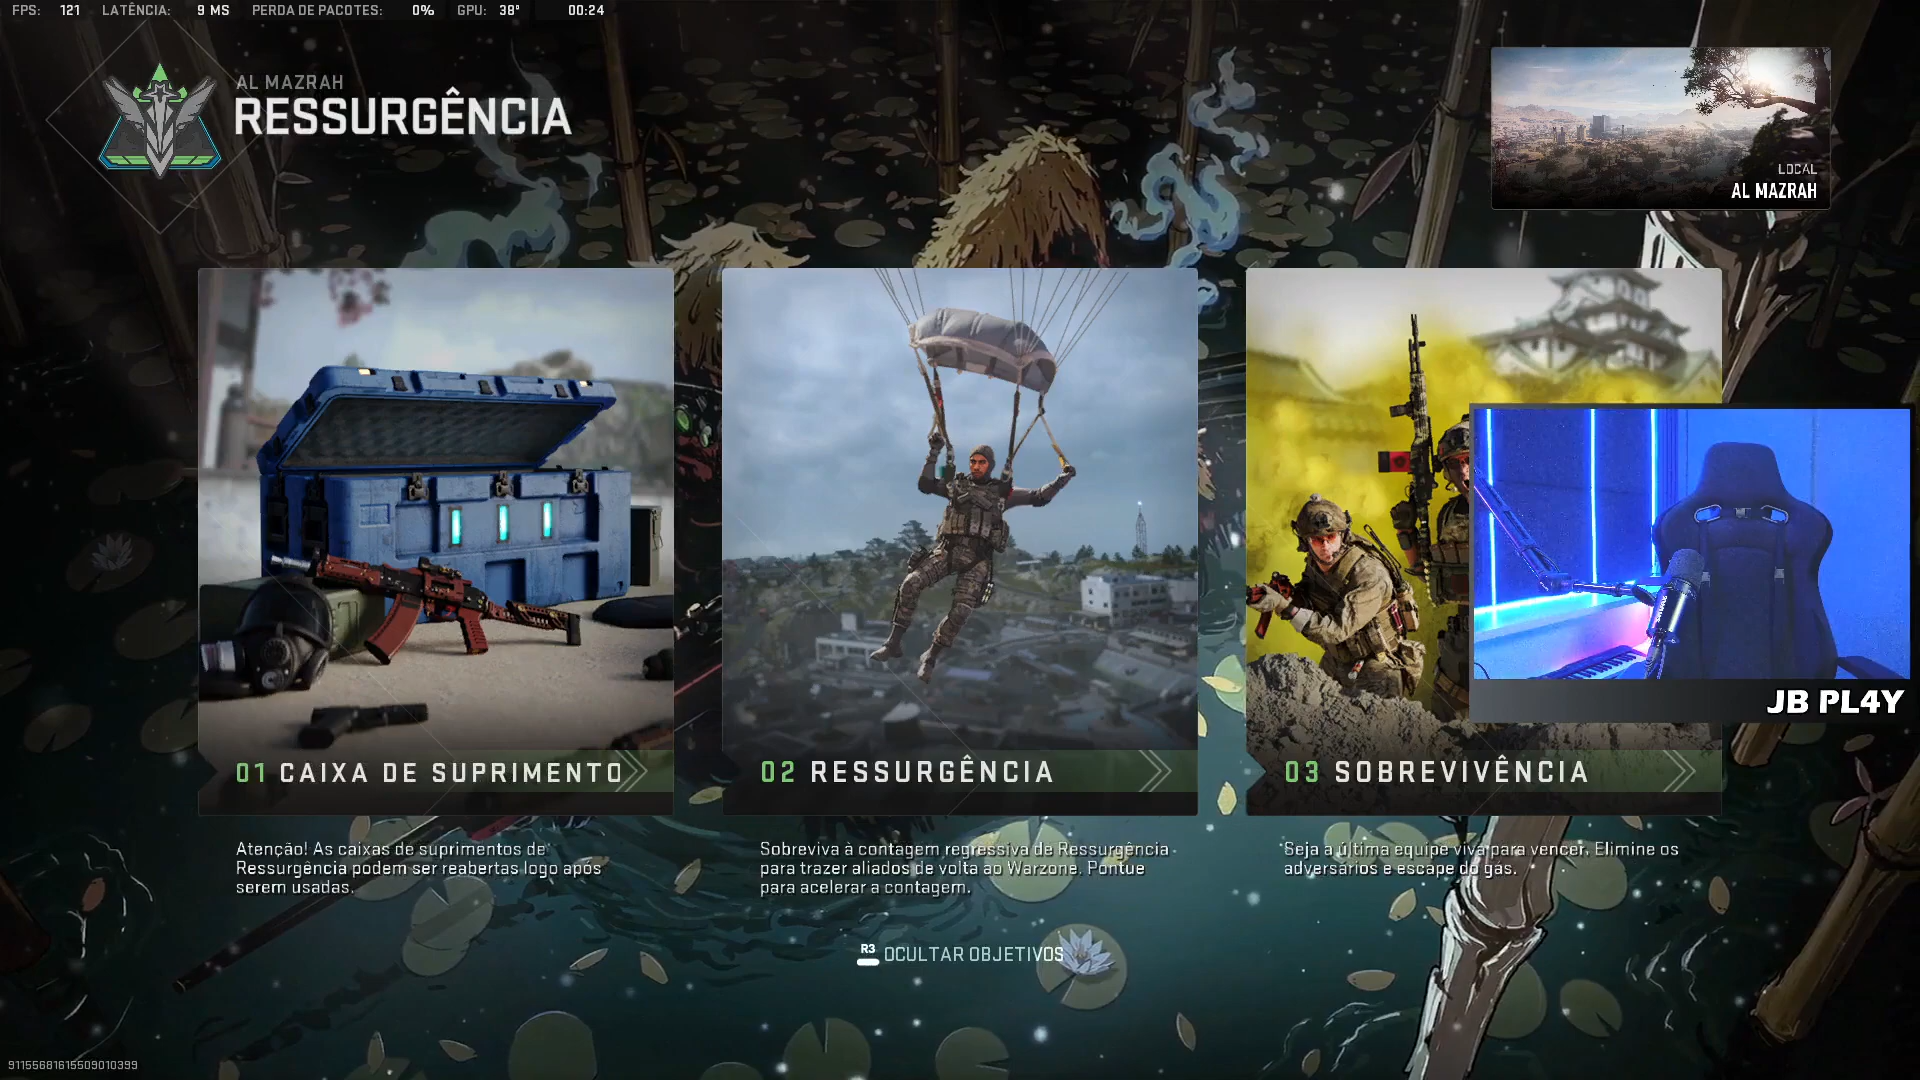 FPS: 121 LATÊNCIA: 9 MS PERDA DE PACOTES: 0% GPU: 38° 00:24
AL MAZRAH
RESSURGÊNCIA
LOCAL
AL MAZRAH
JB PL4Y
01 CAIXA DE SUPRIMENTO
02 RESSURGÊNCIA
03 SOBREVIVÊNCIA
Atenção! As caixas de suprimentos de
Ressurgência podem ser reabertas logo após
serem usadas.
Sobreviva à contagem regressiva de Ressurgência
para trazer aliados de volta ao Warzone. Pontue
para acelerar a contagem.
Seja a última equipe viva para vencer. Elimine os
adversários e escape do gás.
R3 OCULTAR OBJETIVOS
91155681615509010399